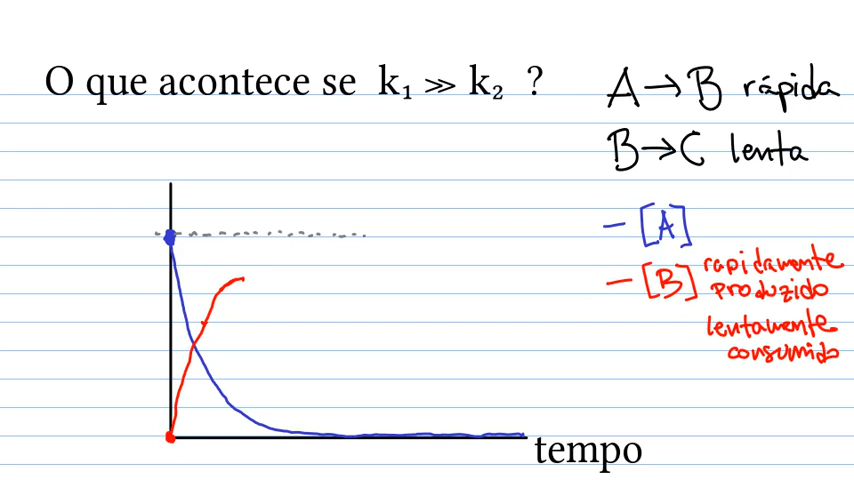 O que acontece se k₁ >> k₂ ?
A → B rápida
B → C lenta
– [A]
– [B] rapidamente
produzido
lentamente
consumido
tempo